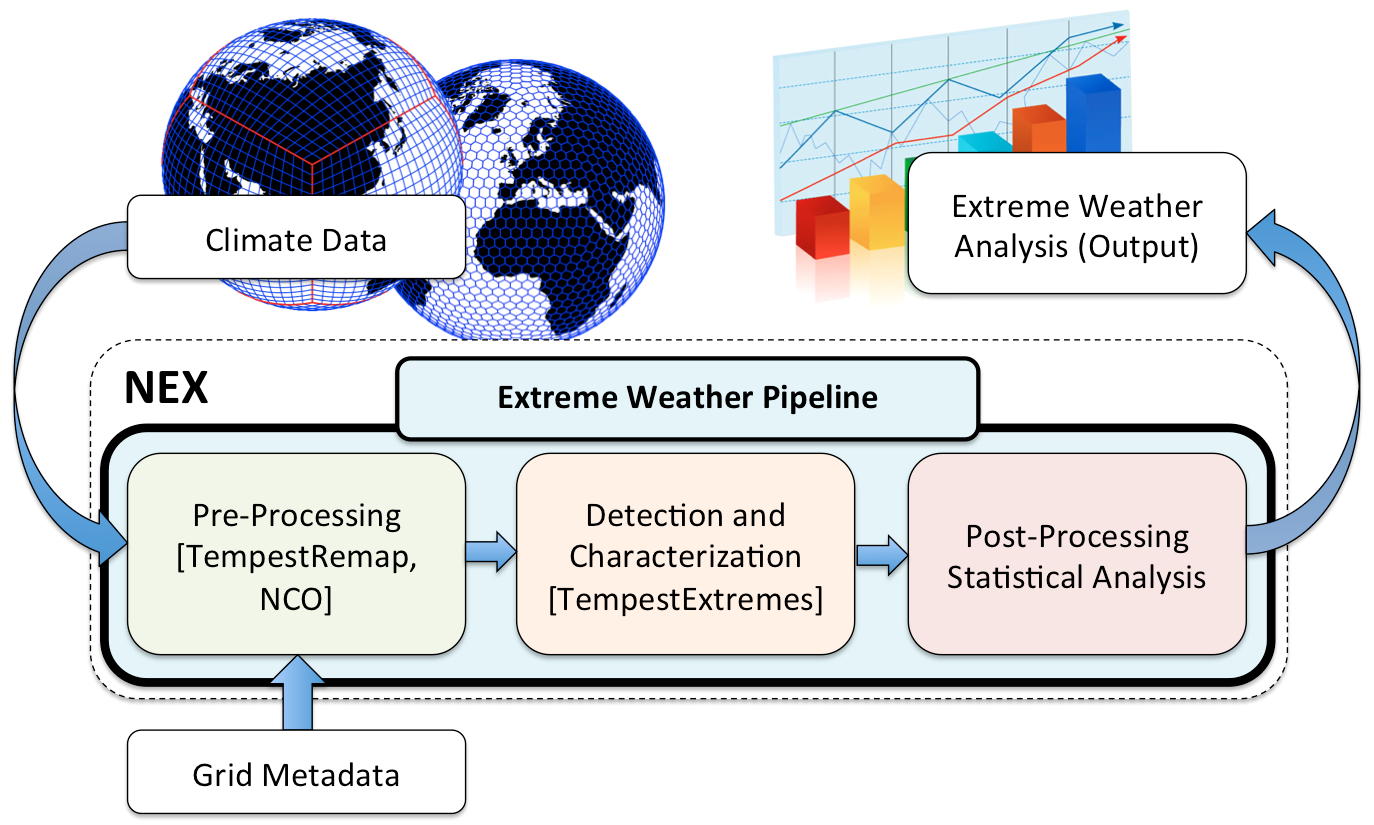 Climate Data
Extreme Weather
Analysis (Output)
NEX
Extreme Weather Pipeline
Pre-Processing
[TempestRemap,
NCO]
Detection and
Characterization
[TempestExtremes]
Post-Processing
Statistical Analysis
Grid Metadata